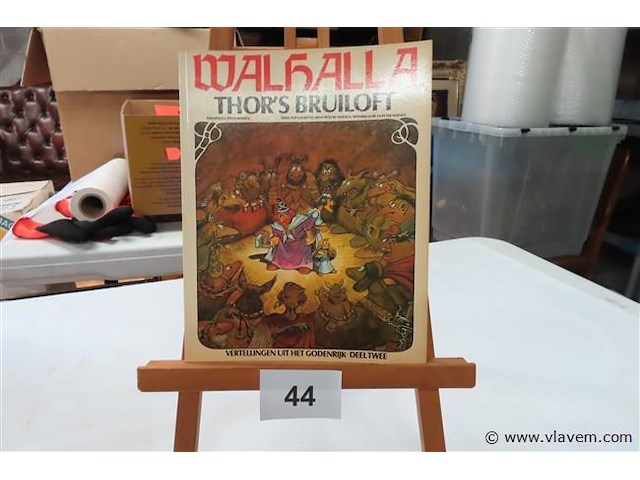 WALHALLA
THOR'S BRUILOFT
VERTELLINGEN UIT HET GODENRIJK-DEEL TWEE
44
© www.vlavem.com